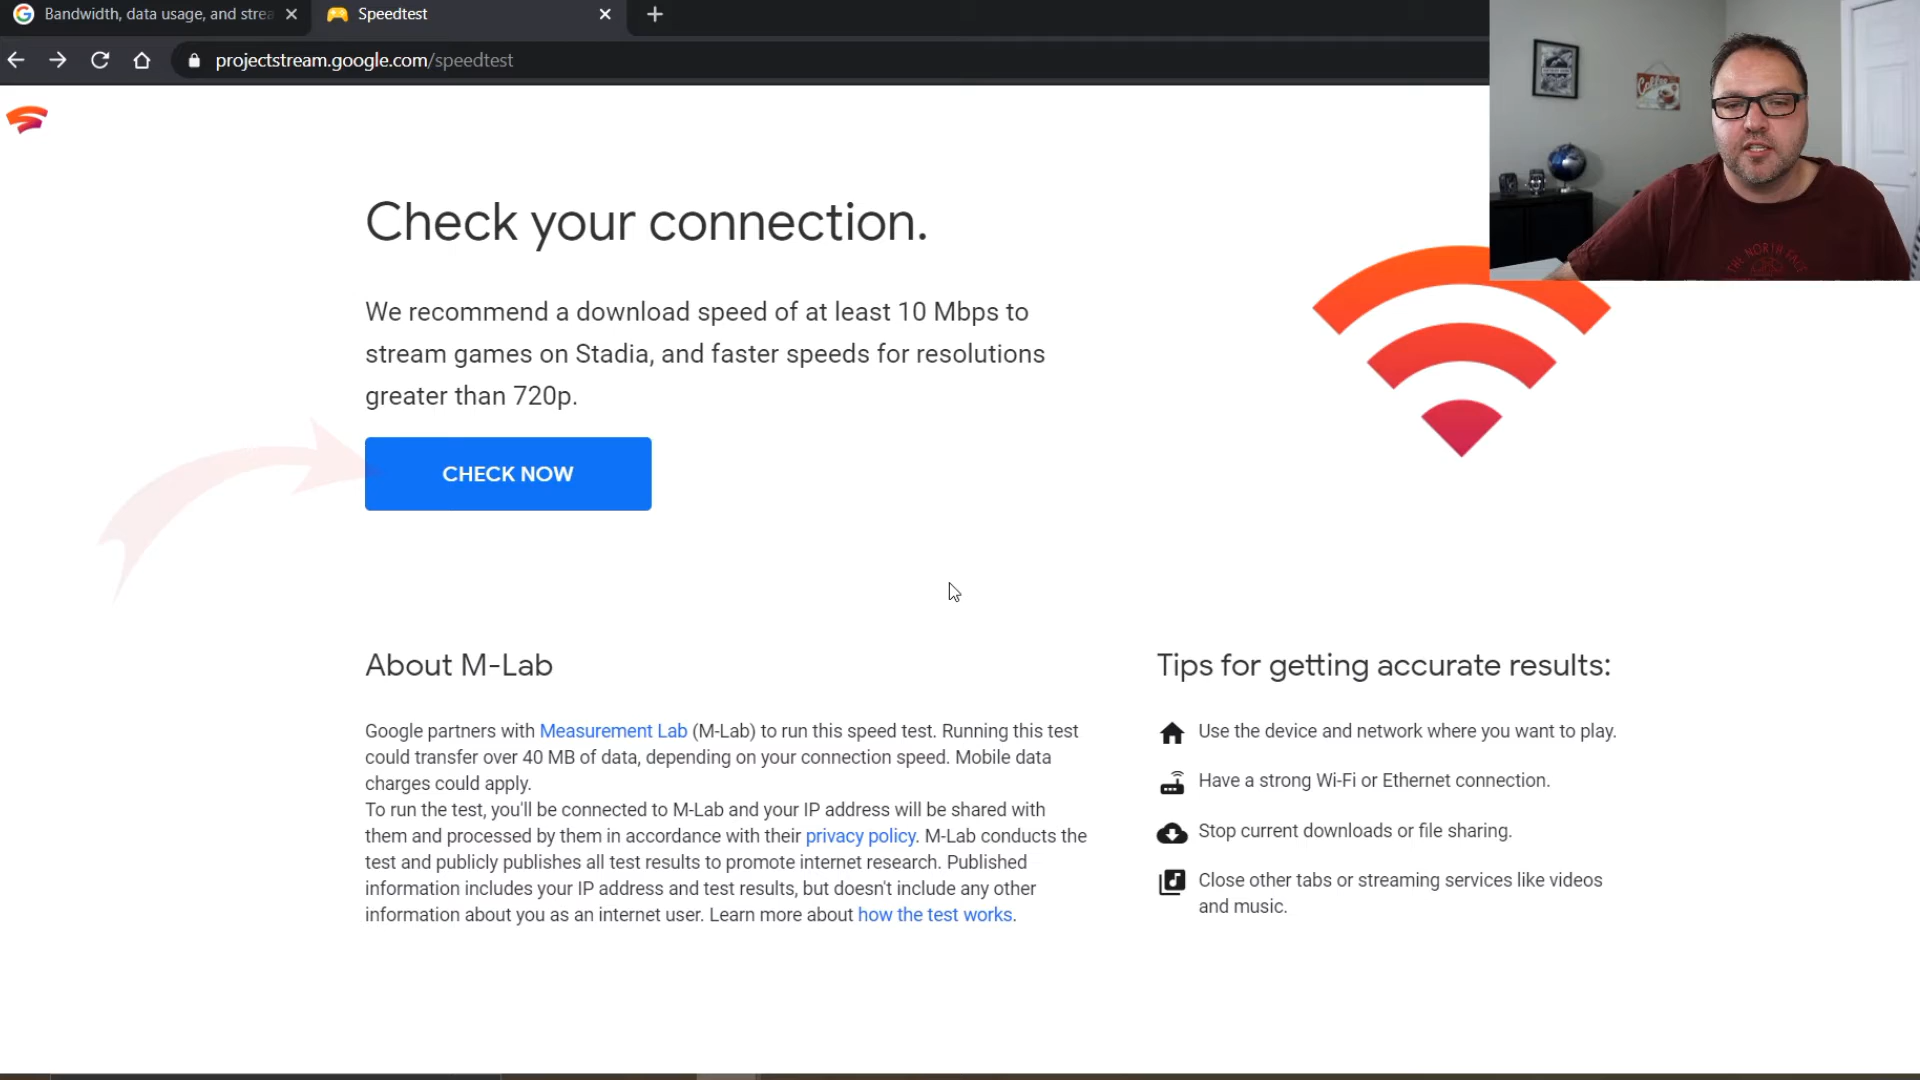 Bandwidth, data usage, and strea
Speedtest
projectstream.google.com/speedtest
Coffee
Check your connection.
We recommend a download speed of at least 10 Mbps to
stream games on Stadia, and faster speeds for resolutions
greater than 720p.
CHECK NOW
THE NORTH FACE
About M-Lab
Google partners with Measurement Lab (M-Lab) to run this speed test. Running this test
could transfer over 40 MB of data, depending on your connection speed. Mobile data
charges could apply.
To run the test, you'll be connected to M-Lab and your IP address will be shared with
them and processed by them in accordance with their privacy policy. M-Lab conducts the
test and publicly publishes all test results to promote internet research. Published
information includes your IP address and test results, but doesn't include any other
information about you as an internet user. Learn more about how the test works.
Tips for getting accurate results:
Use the device and network where you want to play.
Have a strong Wi-Fi or Ethernet connection.
Stop current downloads or file sharing.
Close other tabs or streaming services like videos
and music.